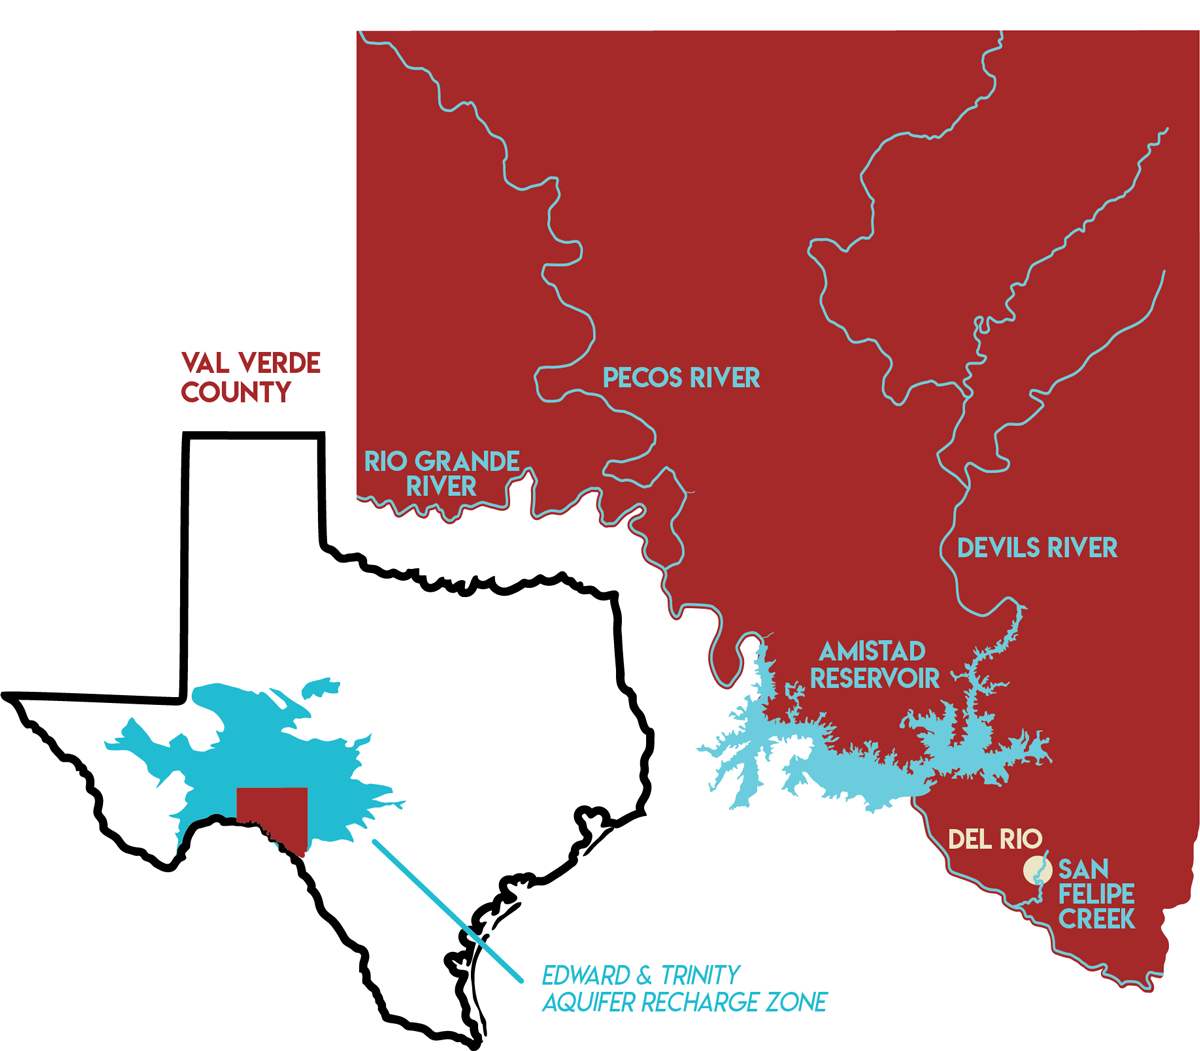 VAL VERDE
COUNTY
PECOS RIVER
RIO GRANDE
RIVER
DEVILS RIVER
AMISTAD
RESERVOIR
DEL RIO
SAN
FELIPE
CREEK
EDWARD & TRINITY
AQUIFER RECHARGE ZONE